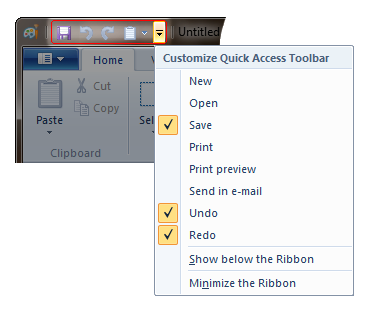 Untitled
Customize Quick Access Toolbar
Home
Cut
Copy
Paste
Sel
Clipboard
New
Open
Save
Print
Print preview
Send in e-mail
Undo
Redo
Show below the Ribbon
Minimize the Ribbon